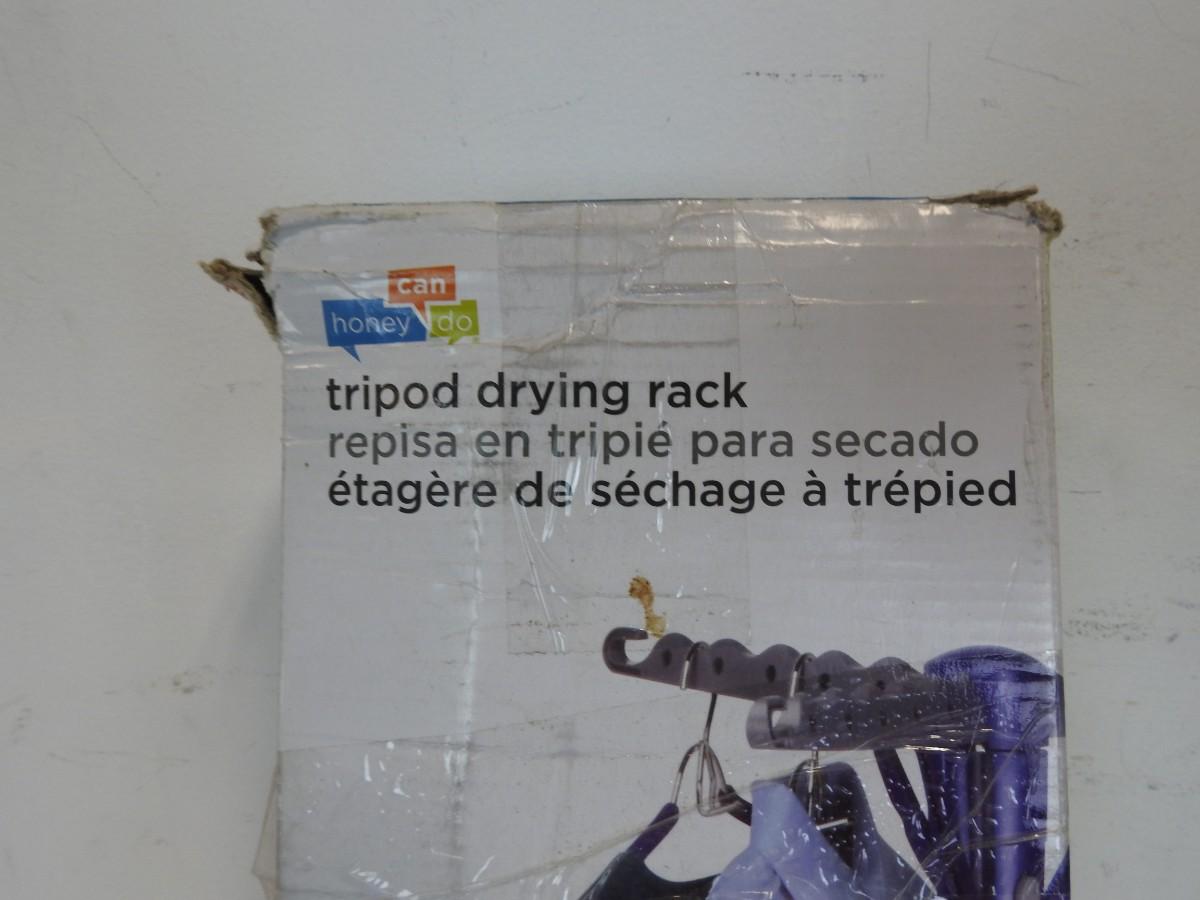 can
honey do
tripod drying rack
repisa en tripié para secado
étagère de séchage à trépied